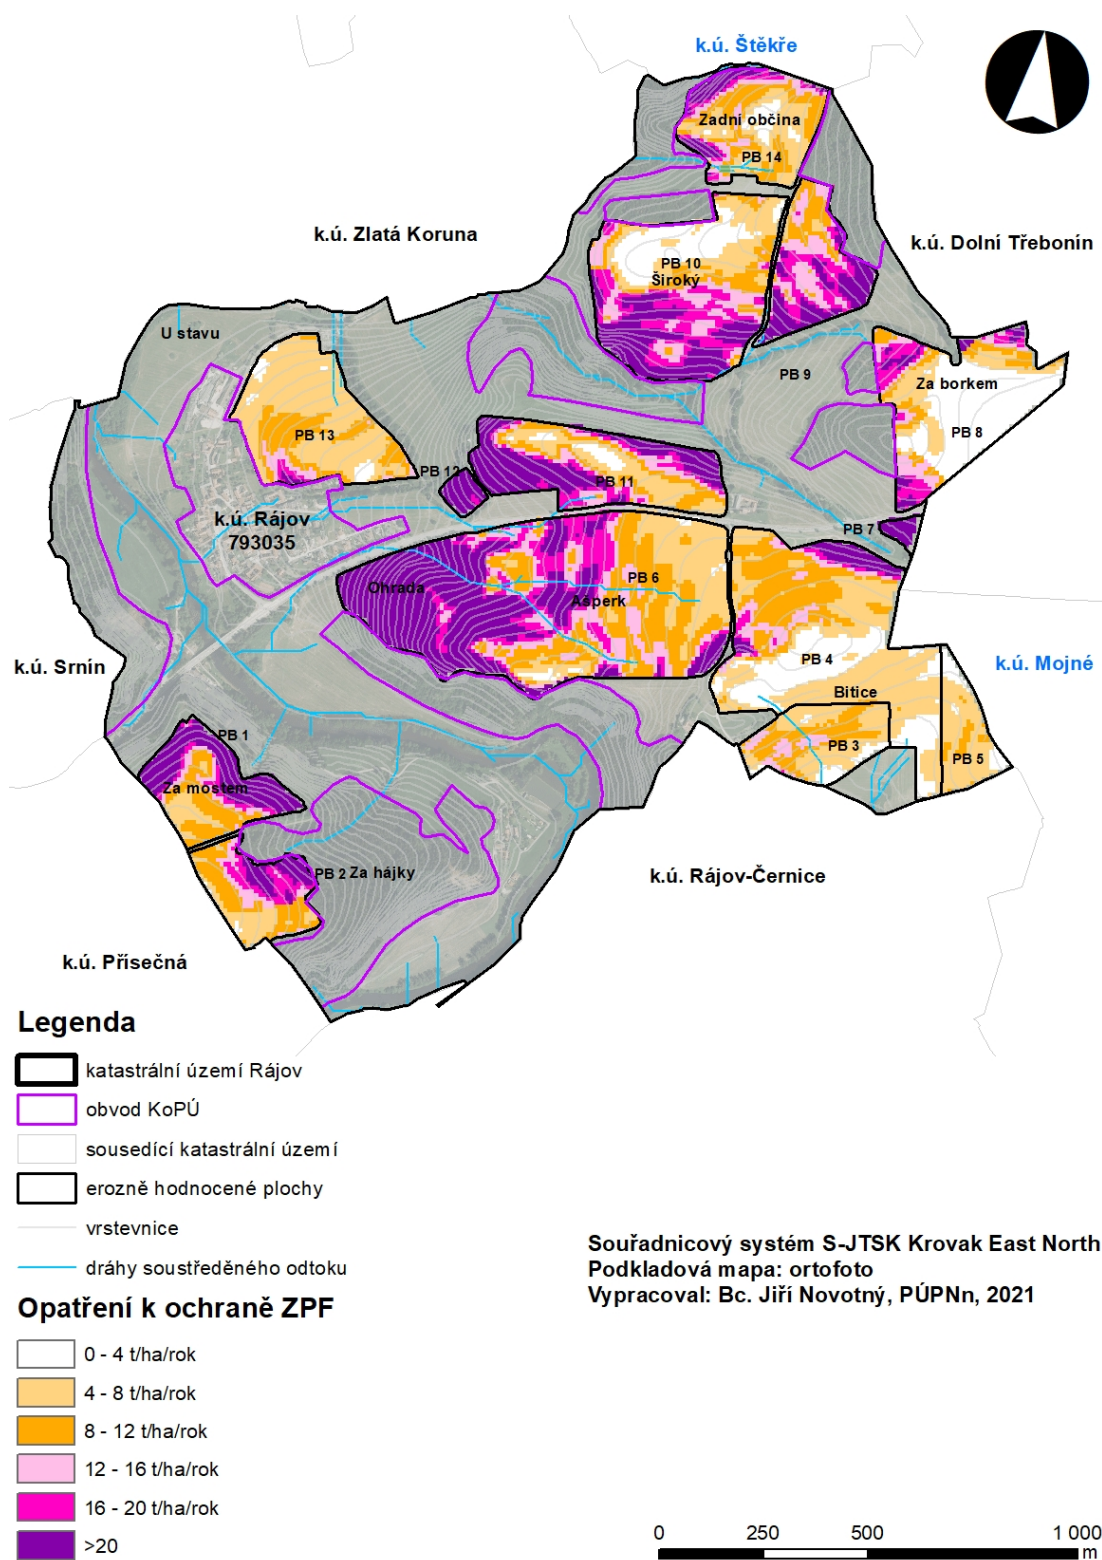 k.ú. Štěkře
Zadní občina
PB 14
k.ú. Zlatá Koruna
k.ú. Dolní Třebonín
PB 10
Široký
U stavu
PB 9
Za borkem
PB 8
PB 13
PB 12
PB 11
k.ú. Rájov
793035
PB 7
Ohrada
PB 6
Ašperk
k.ú. Srnín
PB 4
k.ú. Mojné
Bitice
PB 1
PB 3
PB 5
Za mostem
PB 2 Za hájky
k.ú. Rájov-Černice
k.ú. Přísečná
Legenda
katastrální území Rájov
obvod KoPÚ
sousedící katastrální území
erozně hodnocené plochy
vrstevnice
dráhy soustředěného odtoku
Souřadnicový systém S-JTSK Krovak East North
Podkladová mapa: ortofoto
Vypracoval: Bc. Jiří Novotný, PÚPNn, 2021
Opatření k ochraně ZPF
0 - 4 t/ha/rok
4 - 8 t/ha/rok
8 - 12 t/ha/rok
12 - 16 t/ha/rok
16 - 20 t/ha/rok
>20
0 250 500 1 000
m